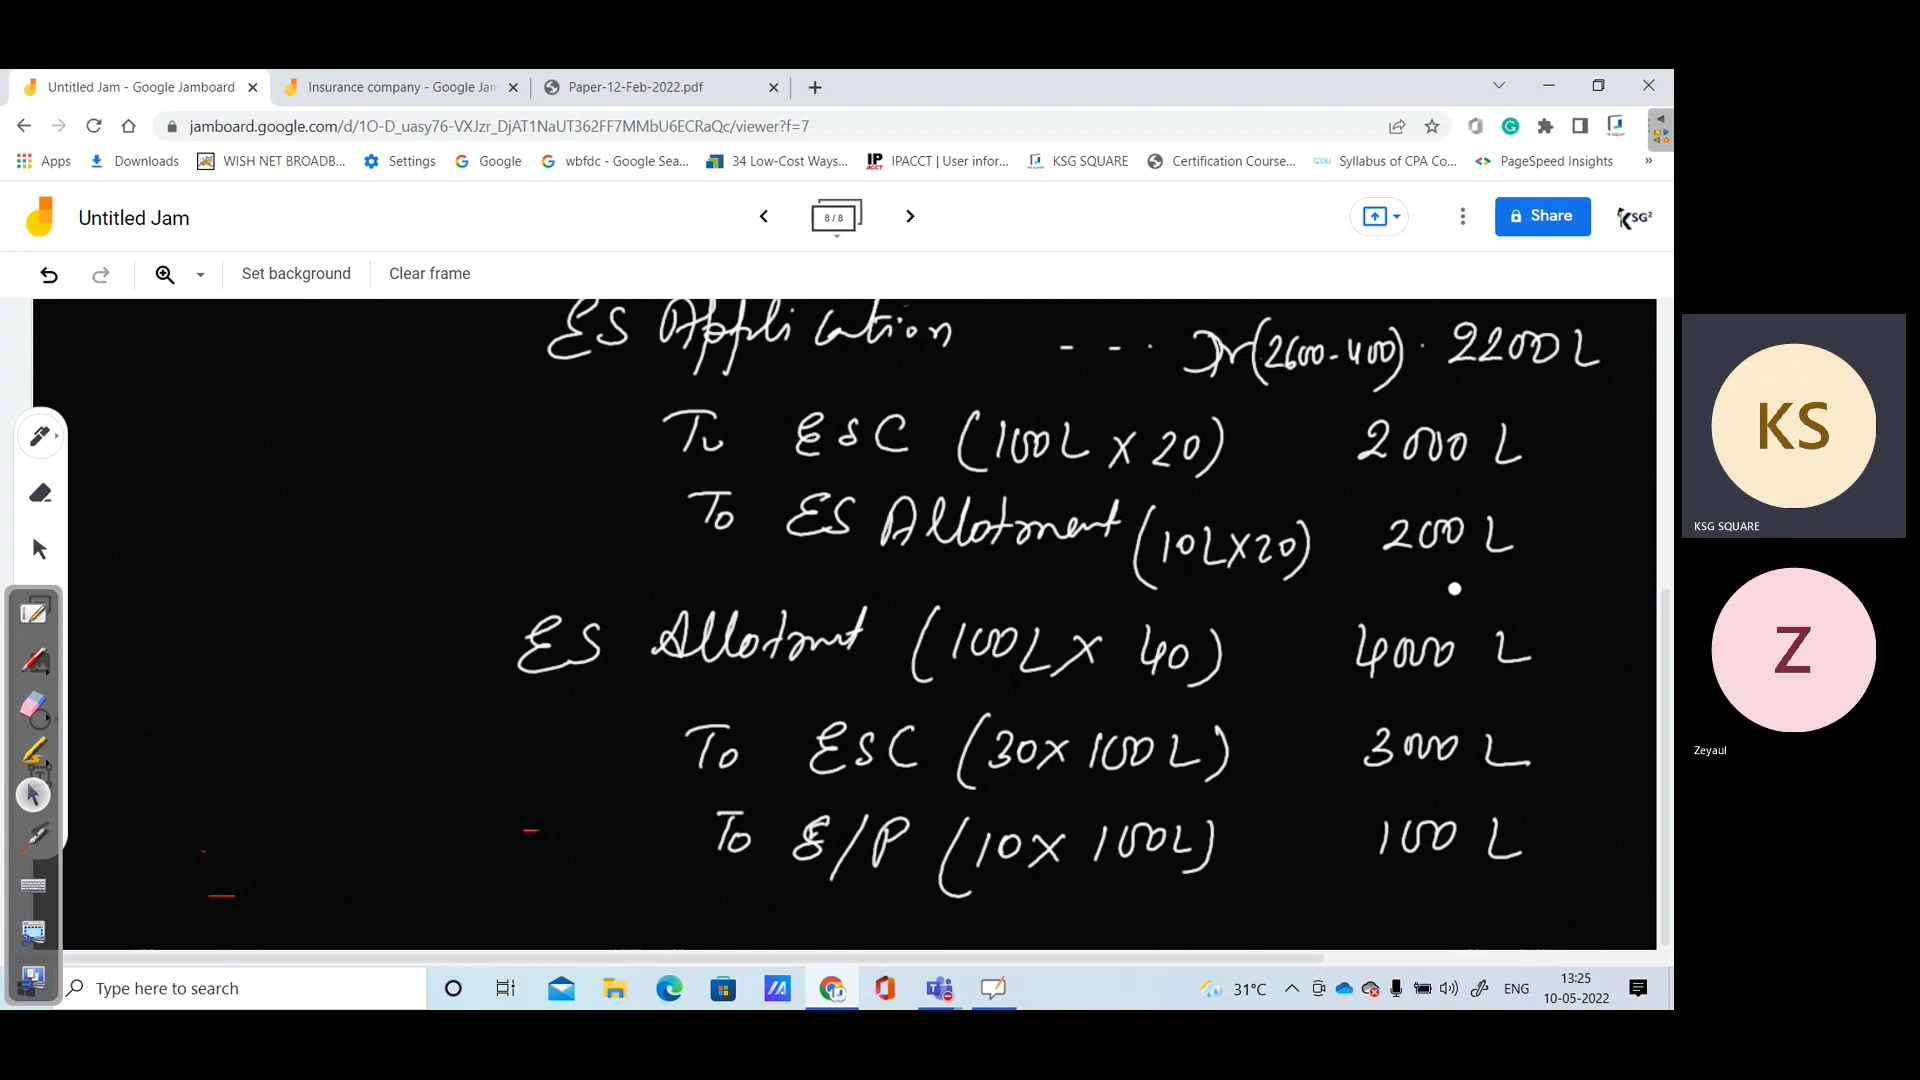 Untitled Jam - Google Jamboard
Insurance company - Google Jam
Paper-12-Feb-2022.pdf
jamboard.google.com/d/1O-D_uasy76-VXJzr_DjAT1NaUT362FF7MMbU6ECRaQc/viewer?f=7
Apps Downloads WISH NET BROADB... Settings Google wbfdc - Google Sea... 34 Low-Cost Ways... IPACCT | User infor... KSG SQUARE Certification Course... Syllabus of CPA Co... PageSpeed Insights »
Untitled Jam
8 / 8
Share
KSG²
Set background Clear frame
ES Application - - - Dr (2600-400) 2200 L
To ESC (100L X 20) 2000 L
To ES Allotment (10LX20) 200 L
ES Allotment (100L X 40) 4000 L
To ESC (30X 100 L) 3000 L
To S/P (10X 100L) 100 L
KS
KSG SQUARE
Z
Zeyaul
Type here to search
31°C
ENG
13:25
10-05-2022